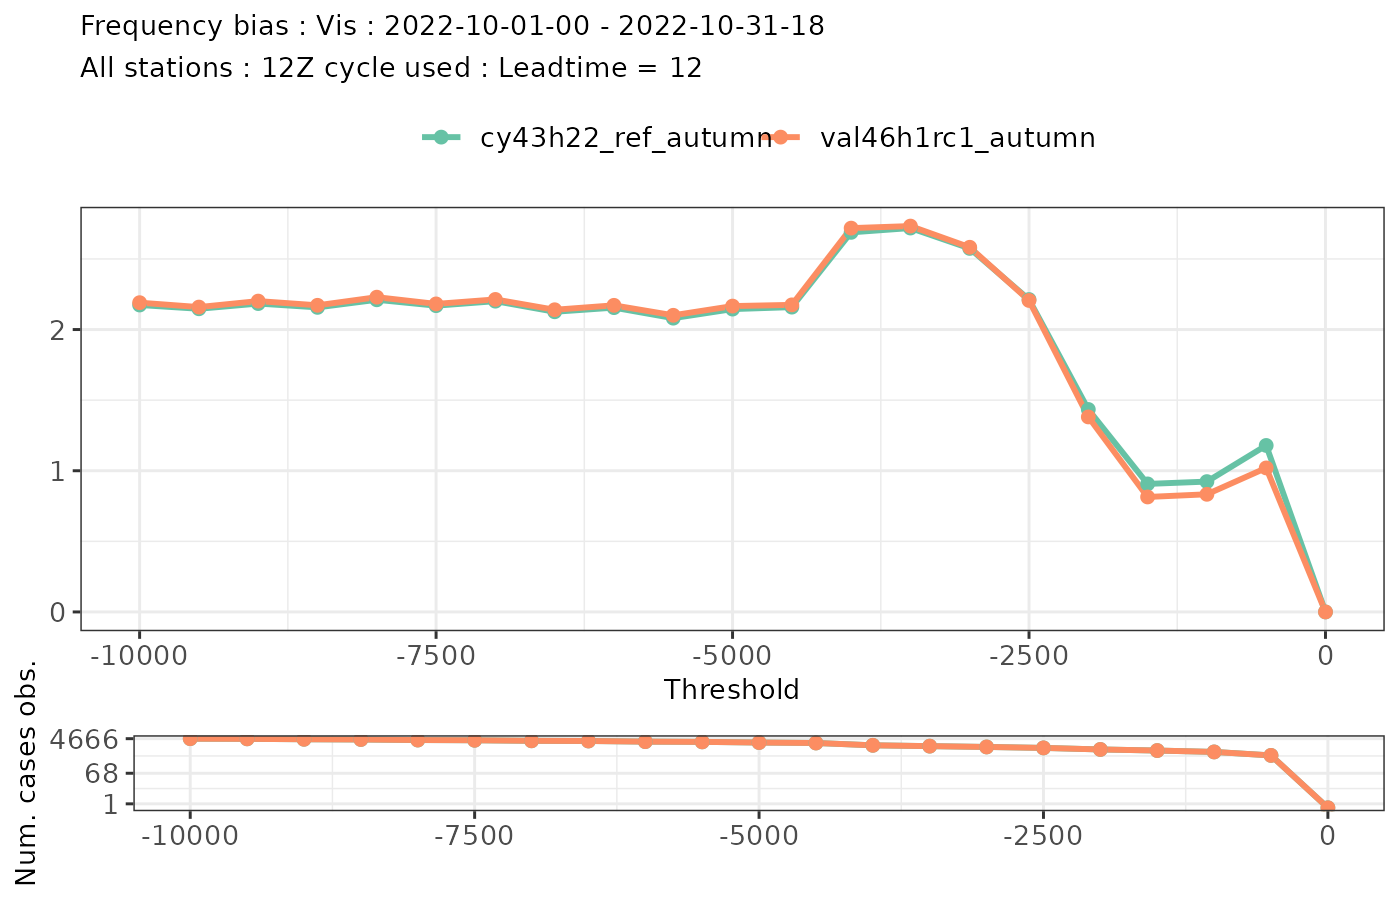 Frequency bias : Vis : 2022-10-01-00 - 2022-10-31-18
All stations : 12Z cycle used : Leadtime = 12
cy43h22_ref_autumn val46h1rc1_autumn
2
1
0
-10000 -7500 -5000 -2500 0
Threshold
Num. cases obs.
4666
68
1
-10000 -7500 -5000 -2500 0